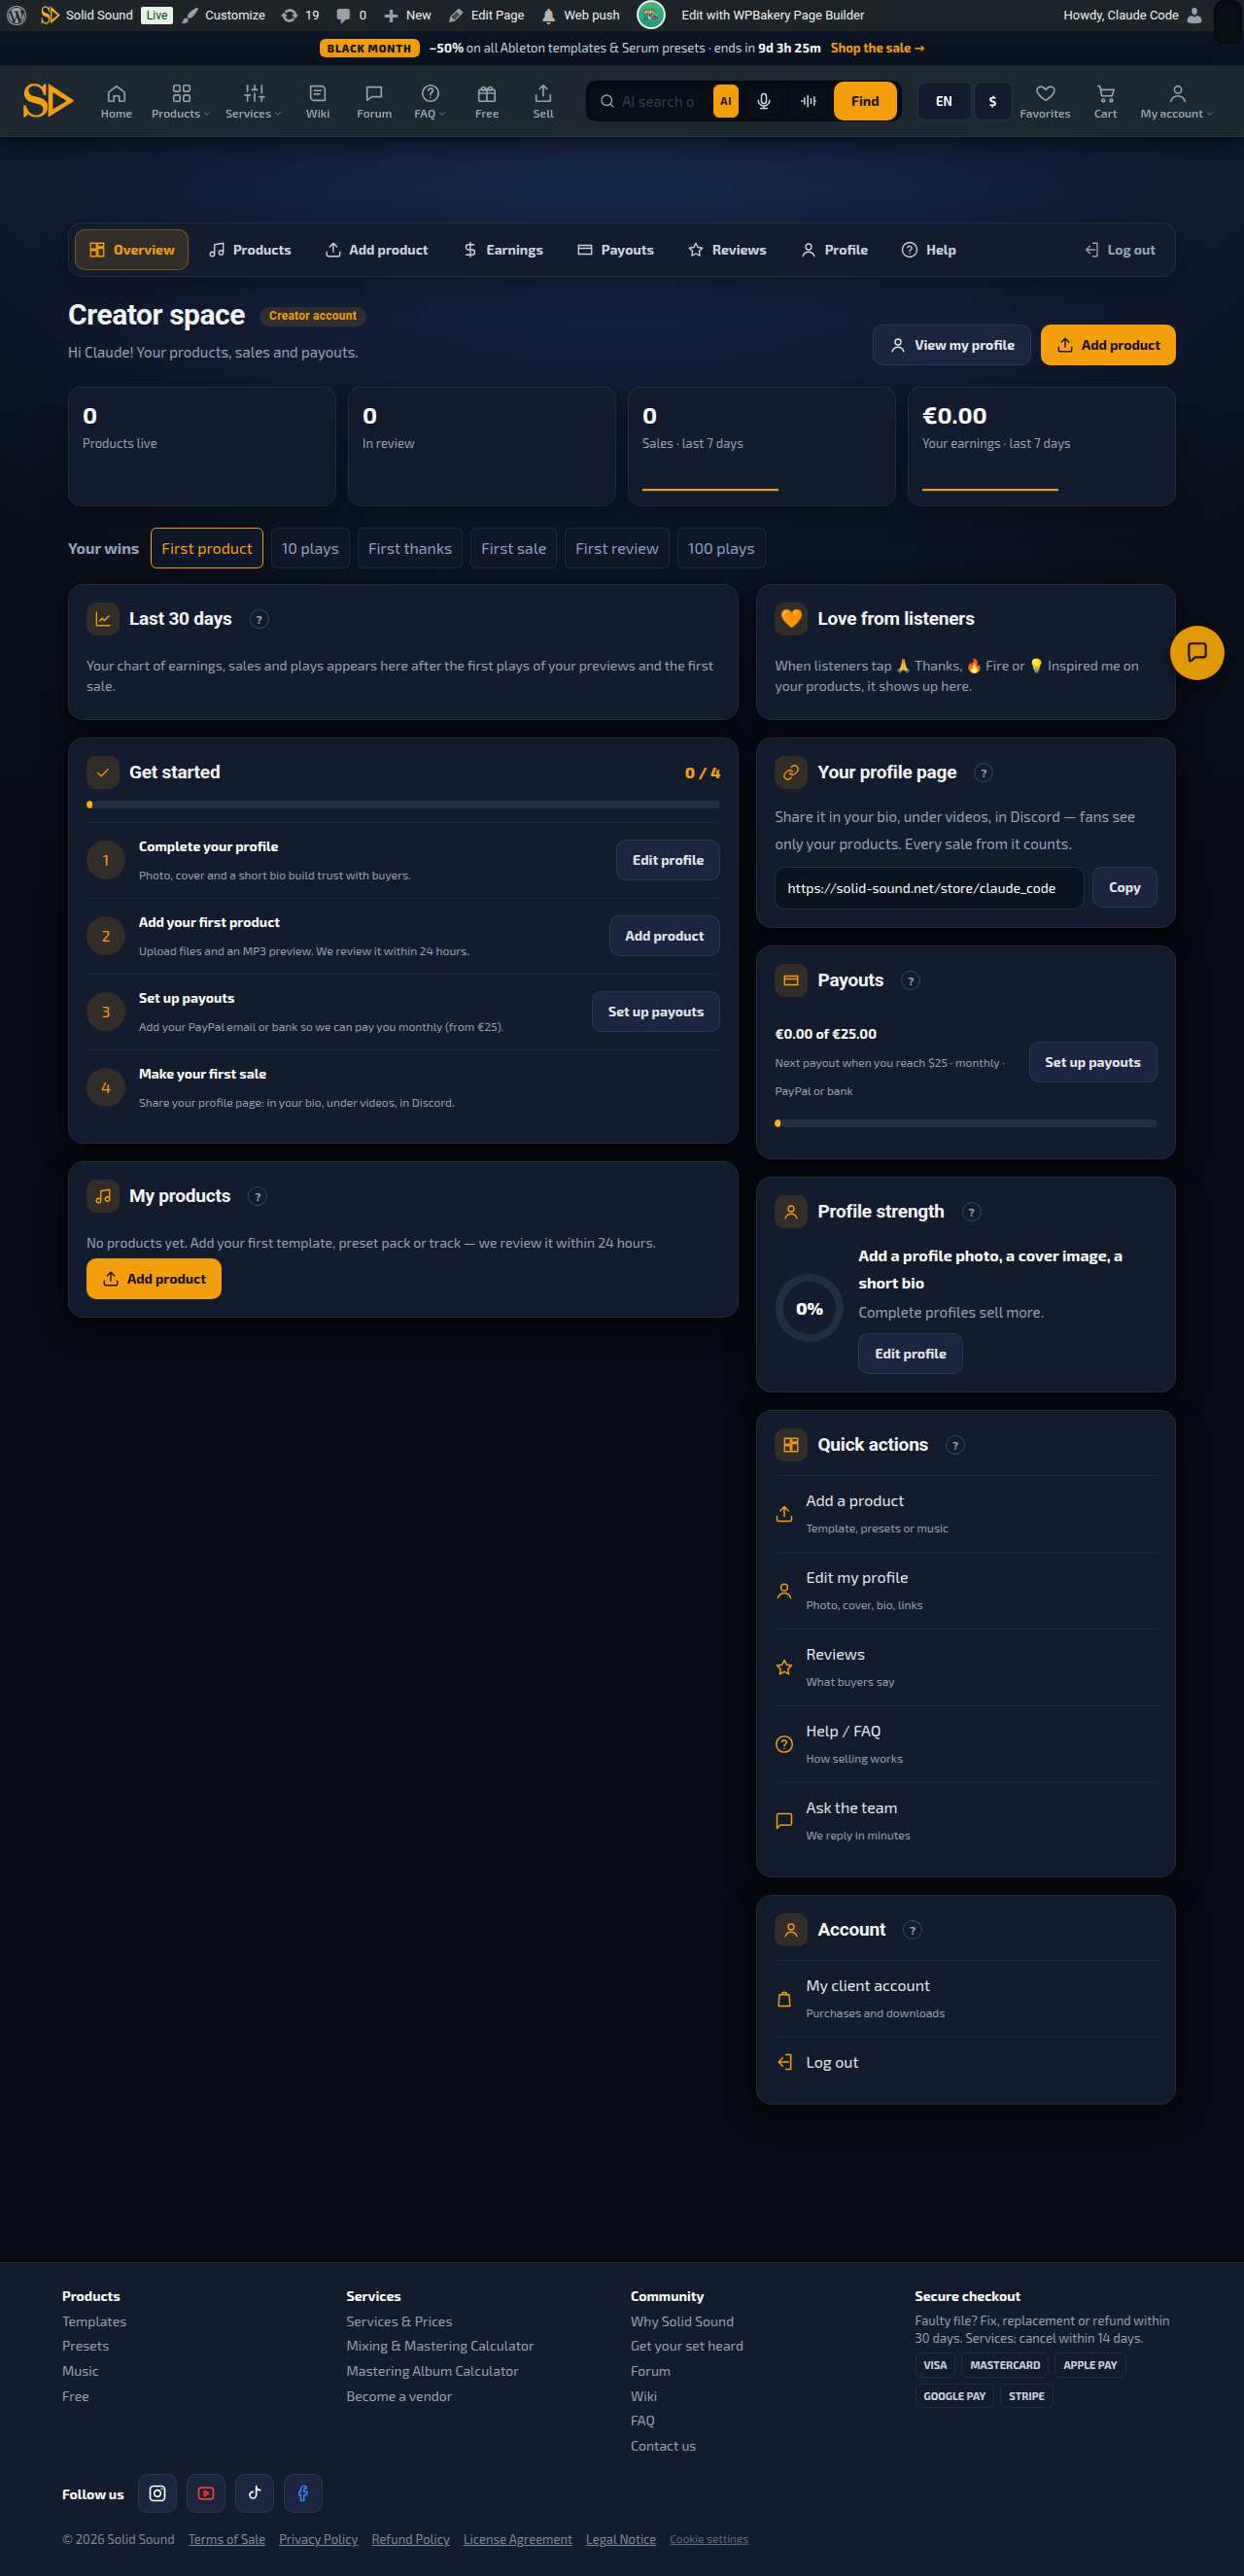 Solid Sound Live Customize 19 0 New Edit Page Web push Edit with WPBakery Page Builder Howdy, Claude Code
BLACK MONTH −50% on all Ableton templates & Serum presets · ends in 9d 3h 25m Shop the sale →
Home Products Services Wiki Forum FAQ Free Sell AI search o AI Find EN $ Favorites Cart My account
Overview Products Add product Earnings Payouts Reviews Profile Help Log out
Creator space Creator account
Hi Claude! Your products, sales and payouts.
View my profile Add product
0
Products live
0
In review
0
Sales · last 7 days
€0.00
Your earnings · last 7 days
Your wins First product 10 plays First thanks First sale First review 100 plays
Last 30 days ?
Your chart of earnings, sales and plays appears here after the first plays of your previews and the first
sale.
🧡 Love from listeners
When listeners tap 🙏 Thanks, 🔥 Fire or 💡 Inspired me on
your products, it shows up here.
Get started 0 / 4
1 Complete your profile
Photo, cover and a short bio build trust with buyers.
Edit profile
2 Add your first product
Upload files and an MP3 preview. We review it within 24 hours.
Add product
3 Set up payouts
Add your PayPal email or bank so we can pay you monthly (from €25).
Set up payouts
4 Make your first sale
Share your profile page: in your bio, under videos, in Discord.
My products ?
No products yet. Add your first template, preset pack or track — we review it within 24 hours.
Add product
Your profile page ?
Share it in your bio, under videos, in Discord — fans see
only your products. Every sale from it counts.
https://solid-sound.net/store/claude_code Copy
Payouts ?
€0.00 of €25.00
Next payout when you reach $25 · monthly ·
PayPal or bank
Set up payouts
Profile strength ?
0%
Add a profile photo, a cover image, a
short bio
Complete profiles sell more.
Edit profile
Quick actions ?
Add a product
Template, presets or music
Edit my profile
Photo, cover, bio, links
Reviews
What buyers say
Help / FAQ
How selling works
Ask the team
We reply in minutes
Account ?
My client account
Purchases and downloads
Log out
Products
Templates
Presets
Music
Free
Services
Services & Prices
Mixing & Mastering Calculator
Mastering Album Calculator
Become a vendor
Community
Why Solid Sound
Get your set heard
Forum
Wiki
FAQ
Contact us
Secure checkout
Faulty file? Fix, replacement or refund within
30 days. Services: cancel within 14 days.
VISA MASTERCARD APPLE PAY
GOOGLE PAY STRIPE
Follow us
© 2026 Solid Sound Terms of Sale Privacy Policy Refund Policy License Agreement Legal Notice Cookie settings